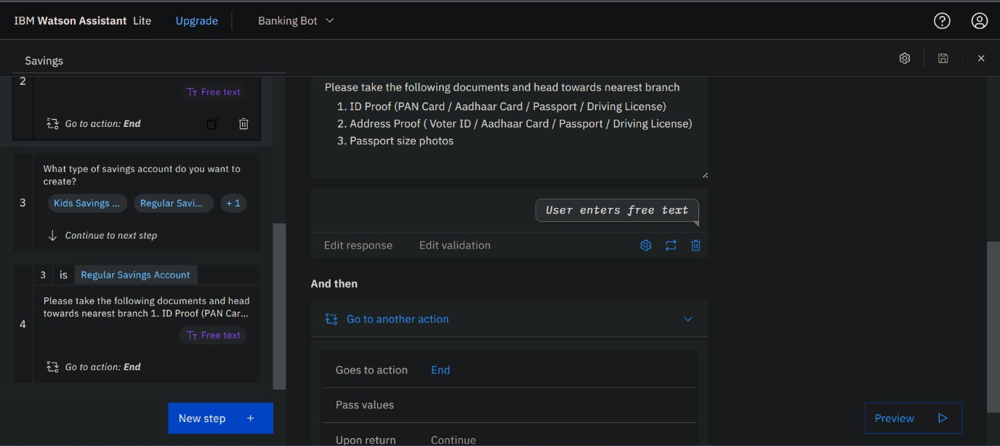 IBM Watson Assistant Lite
Upgrade
Banking Bot
Savings
2
Free text
Go to action: End
3
What type of savings account do you want to
create?
Kids Savings ...
Regular Savi...
+ 1
Continue to next step
4
3 is Regular Savings Account
Please take the following documents and head
towards nearest branch 1. ID Proof (PAN Car...
Free text
Go to action: End
New step +
Please take the following documents and head towards nearest branch
1. ID Proof (PAN Card / Aadhaar Card / Passport / Driving License)
2. Address Proof ( Voter ID / Aadhaar Card / Passport / Driving License)
3. Passport size photos
User enters free text
Edit response
Edit validation
And then
Go to another action
Goes to action End
Pass values
Upon return Continue
Preview